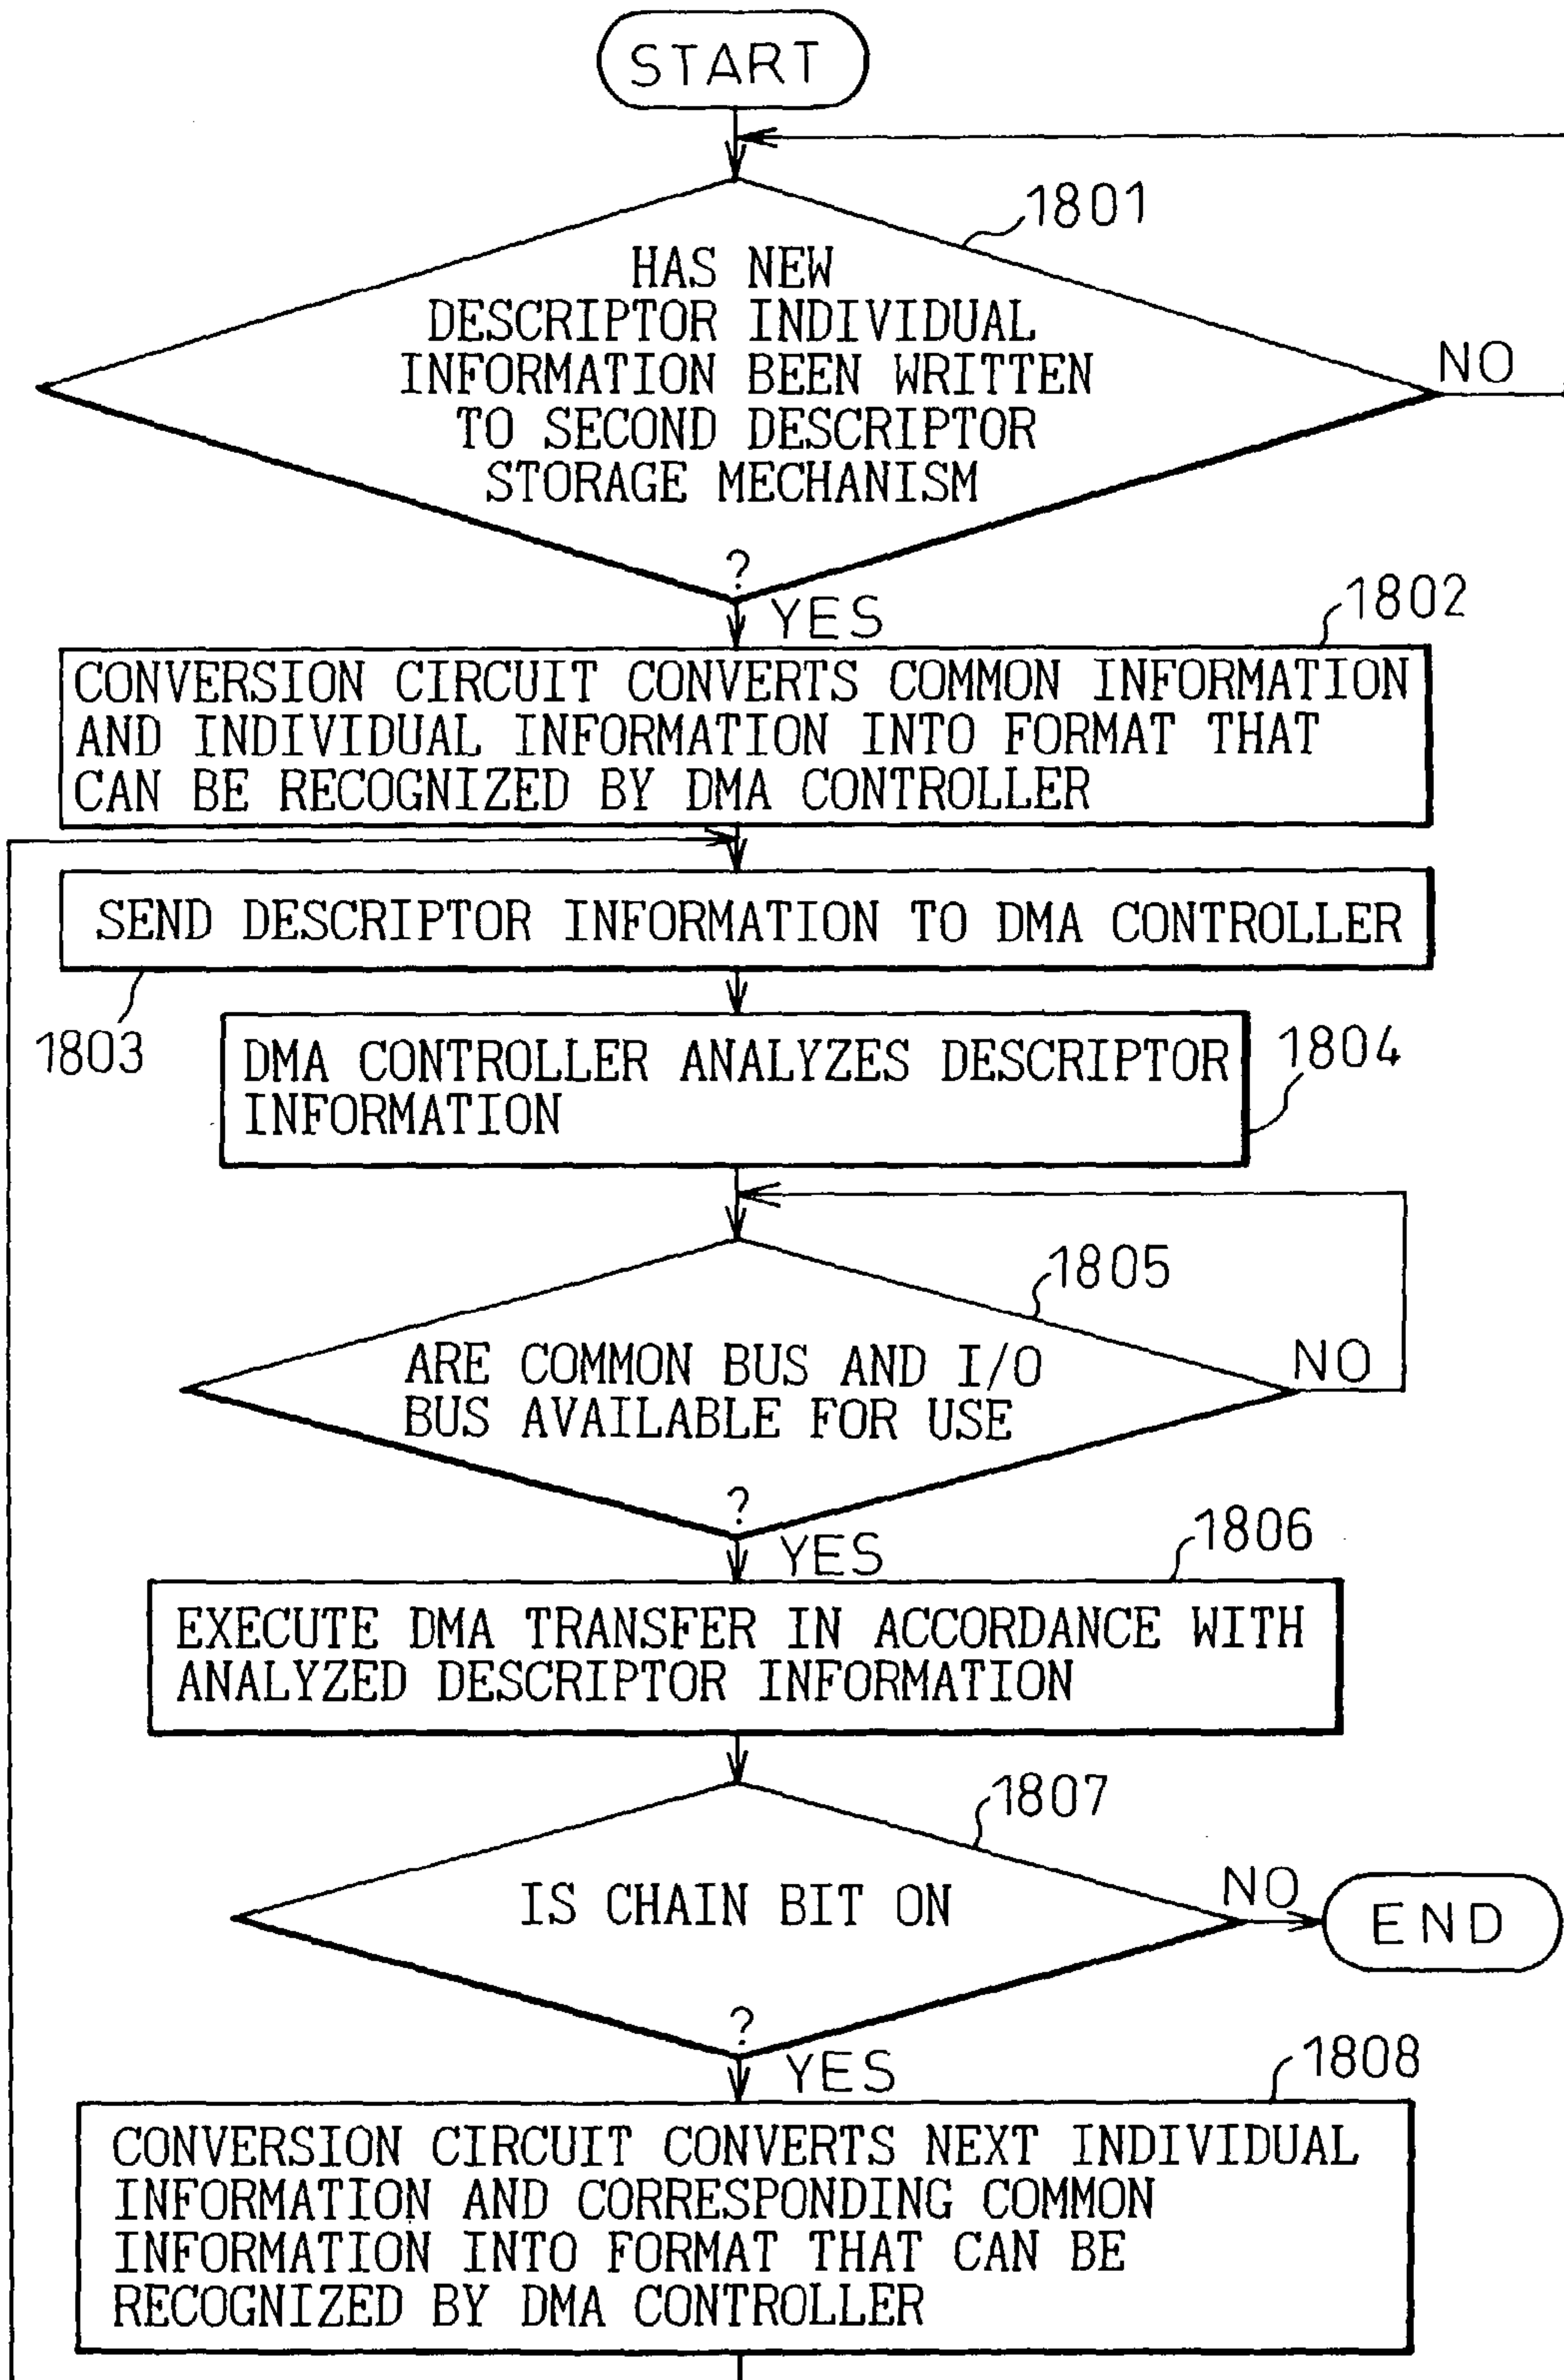 START
1801
HAS NEW
DESCRIPTOR INDIVIDUAL
INFORMATION BEEN WRITTEN
TO SECOND DESCRIPTOR
STORAGE MECHANISM
?
NO
YES
1802
CONVERSION CIRCUIT CONVERTS COMMON INFORMATION
AND INDIVIDUAL INFORMATION INTO FORMAT THAT
CAN BE RECOGNIZED BY DMA CONTROLLER
SEND DESCRIPTOR INFORMATION TO DMA CONTROLLER
1803
DMA CONTROLLER ANALYZES DESCRIPTOR
INFORMATION
1804
1805
ARE COMMON BUS AND I/O
BUS AVAILABLE FOR USE
?
NO
YES
1806
EXECUTE DMA TRANSFER IN ACCORDANCE WITH
ANALYZED DESCRIPTOR INFORMATION
1807
IS CHAIN BIT ON
?
NO
END
YES
1808
CONVERSION CIRCUIT CONVERTS NEXT INDIVIDUAL
INFORMATION AND CORRESPONDING COMMON
INFORMATION INTO FORMAT THAT CAN BE
RECOGNIZED BY DMA CONTROLLER